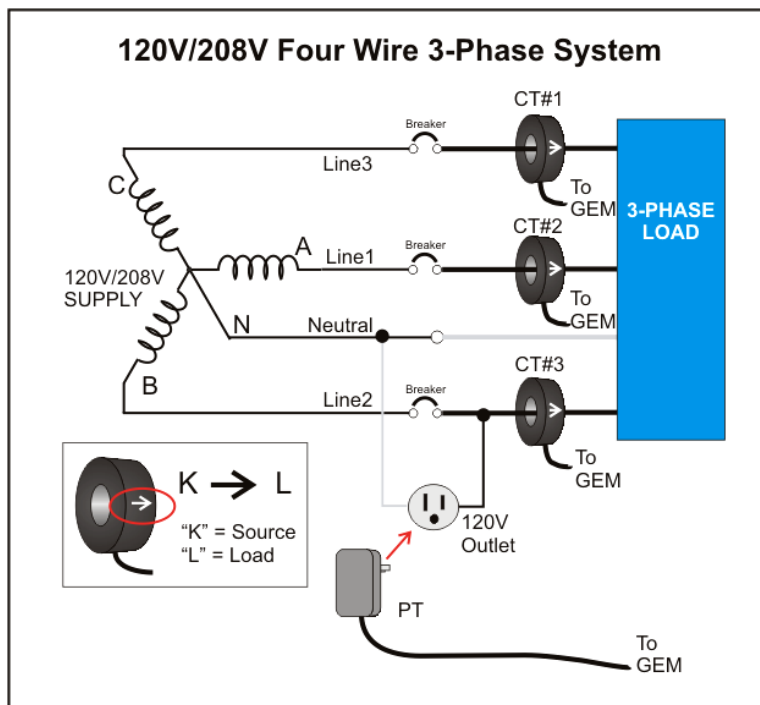 120V/208V Four Wire 3-Phase System
CT#1
Breaker
Line3
C
To
GEM
3-PHASE
LOAD
CT#2
Breaker
A
Line1
120V/208V
SUPPLY
To
GEM
N
Neutral
CT#3
B
Breaker
Line2
To
GEM
K → L
"K" = Source
"L" = Load
120V
Outlet
PT
To
GEM